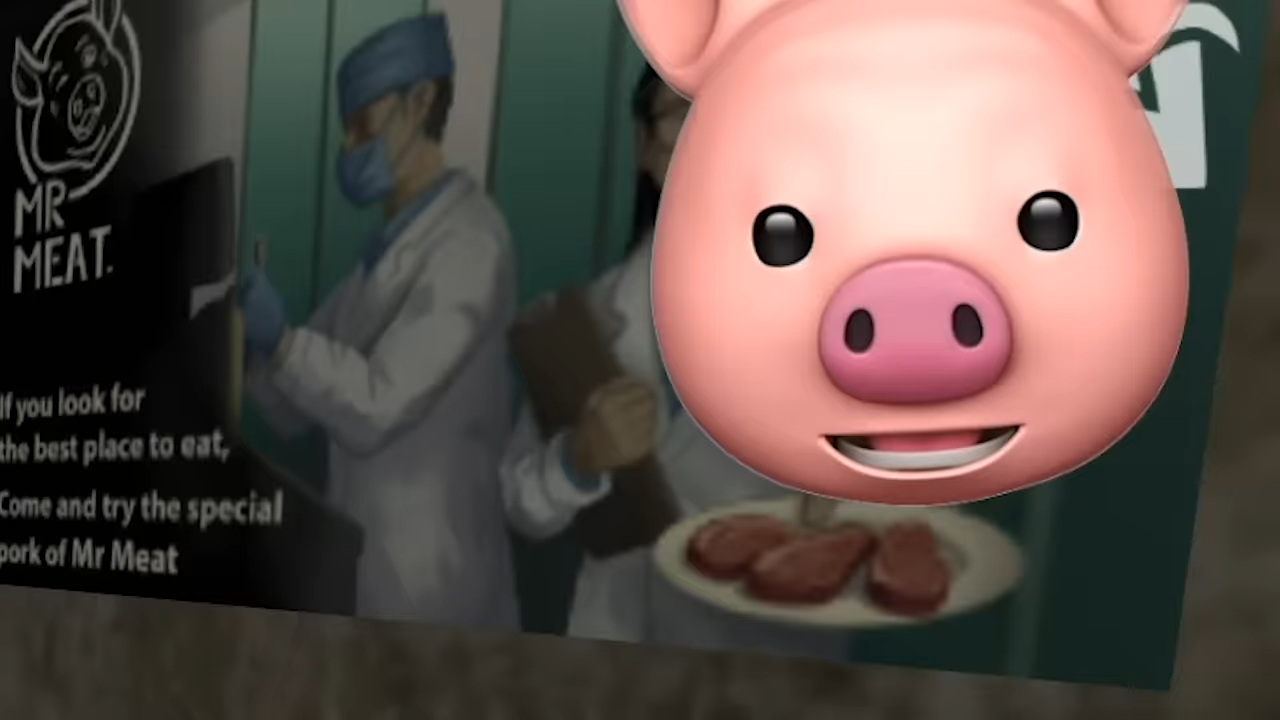 MR
MEAT.
If you look for
the best place to eat,
Come and try the special
pork of Mr Meat